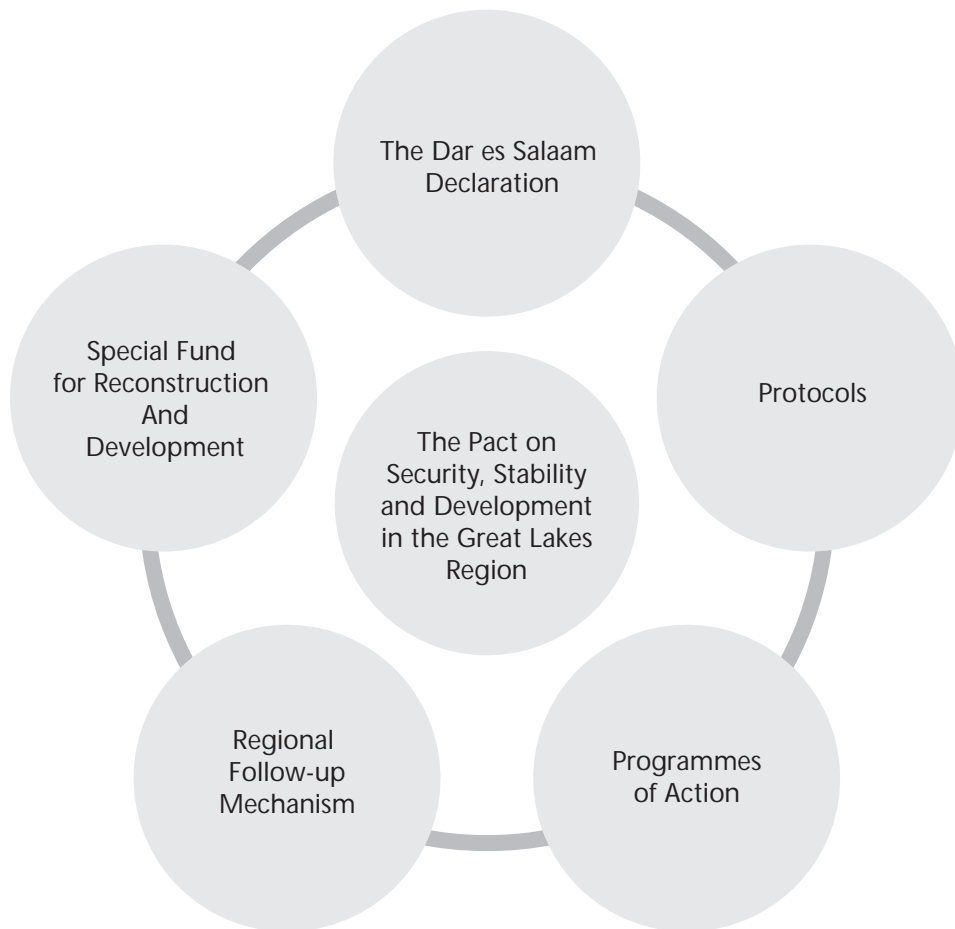 The Dar es Salaam
Declaration
Special Fund
for Reconstruction
And
Development
Protocols
The Pact on
Security, Stability
and Development
in the Great Lakes
Region
Regional
Follow-up
Mechanism
Programmes
of Action